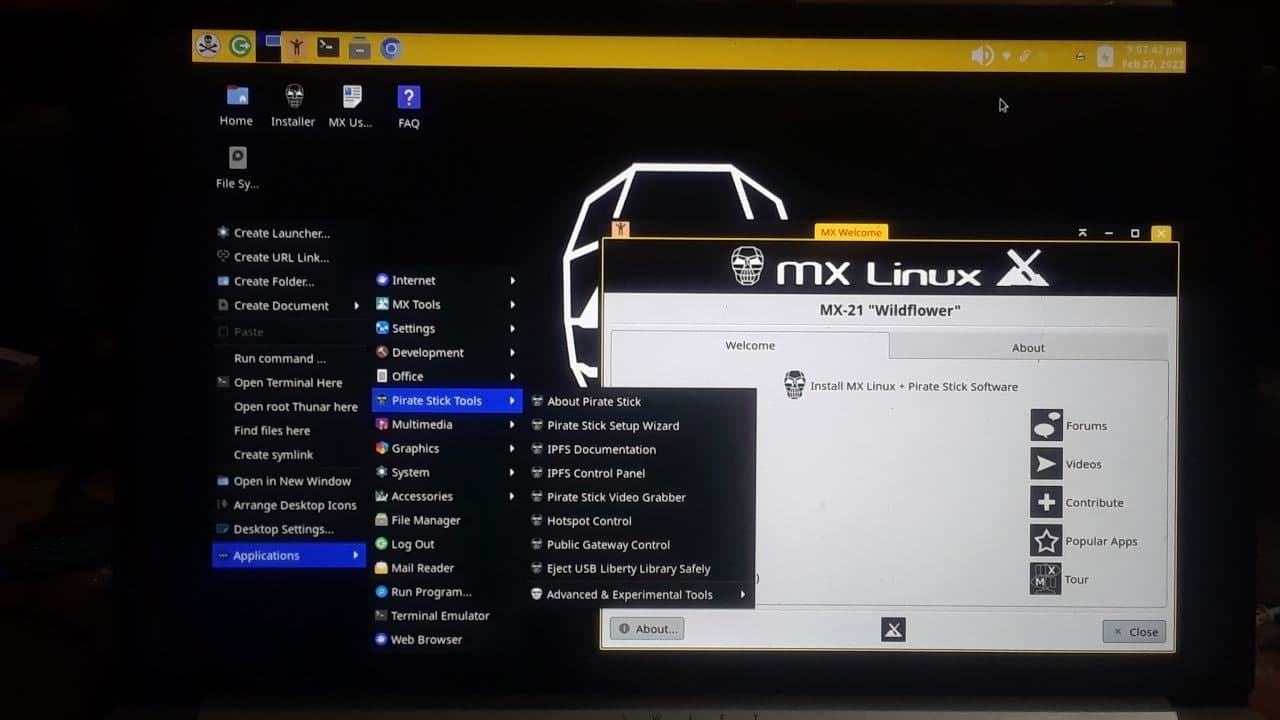 9:07:42 pm
Feb 27, 2023
Home
Installer
MX Us...
FAQ
File Sy...
Create Launcher...
Create URL Link...
Create Folder...
Create Document
Paste
Run command ...
Open Terminal Here
Open root Thunar here
Find files here
Create symlink
Open in New Window
Arrange Desktop Icons
Desktop Settings...
Applications
Internet
MX Tools
Settings
Development
Office
Pirate Stick Tools
Multimedia
Graphics
System
Accessories
File Manager
Log Out
Mail Reader
Run Program...
Terminal Emulator
Web Browser
About Pirate Stick
Pirate Stick Setup Wizard
IPFS Documentation
IPFS Control Panel
Pirate Stick Video Grabber
Hotspot Control
Public Gateway Control
Eject USB Liberty Library Safely
Advanced & Experimental Tools
MX Welcome
MX Linux
MX-21 "Wildflower"
Welcome
About
Install MX Linux + Pirate Stick Software
Forums
Videos
Contribute
Popular Apps
Tour
)
About...
Close